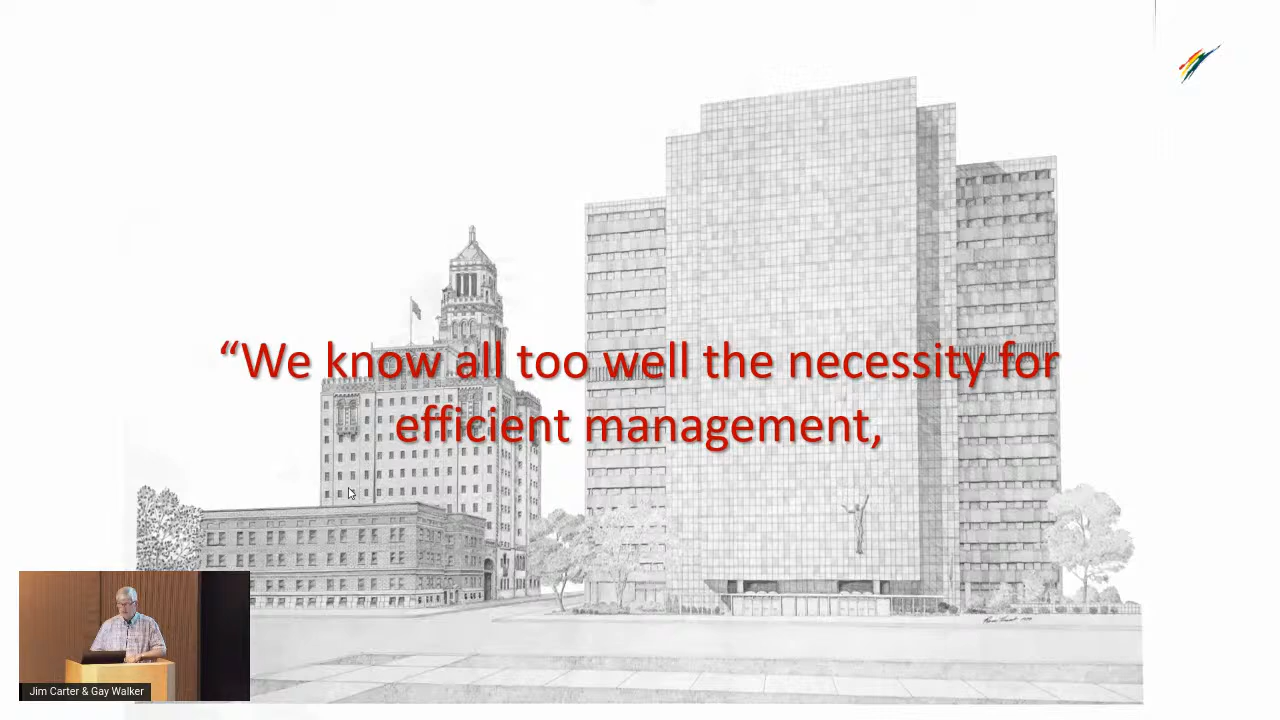 “We know all too well the necessity for
efficient management,
Jim Carter & Gay Walker